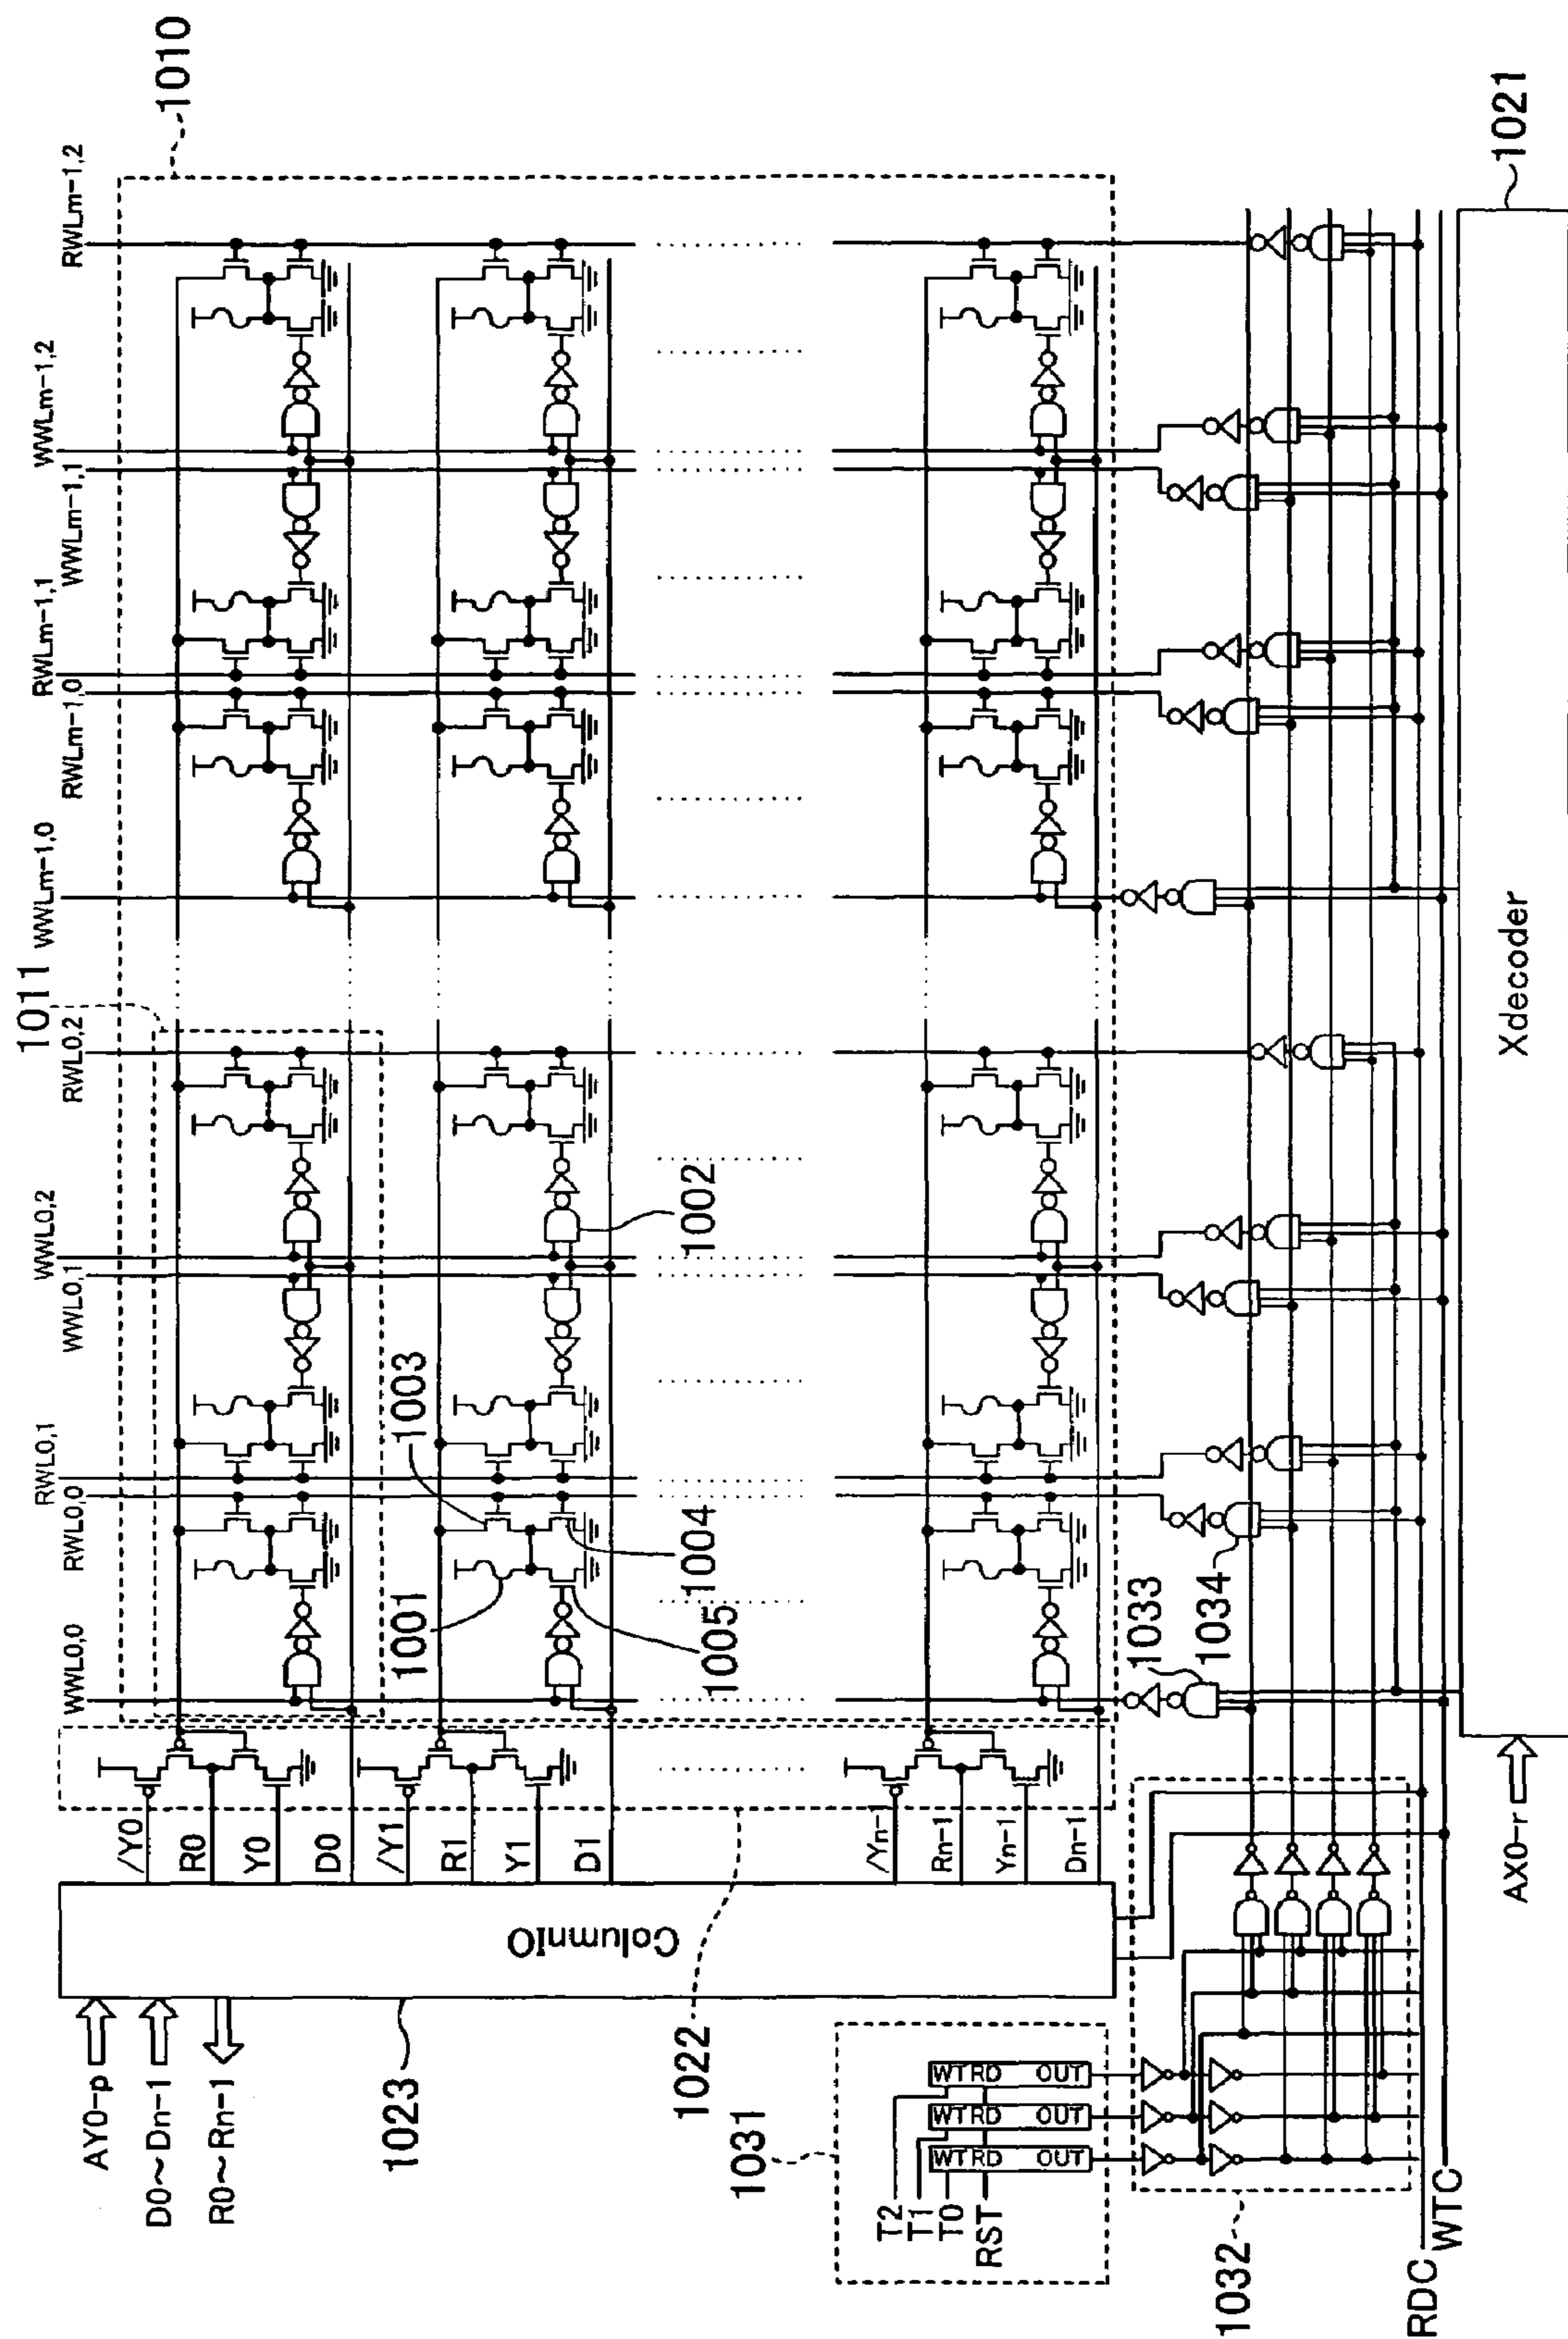 1010
RWLm-1,2
WWLm-1,2
WWLm-1,1
RWLm-1,1
RWLm-1,0
WWLm-1,0
1011
RWL0,2
WWL0,2
WWL0,1
RWL0,1
RWL0,0
WWL0,0
1002
1003
1001
1004
1005
1033
1034
1021
Xdecoder
AX0-r
/Y0
R0
Y0
D0
/Y1
R1
Y1
D1
/Yn-1
Rn-1
Yn-1
Dn-1
ColumnIO
AY0-p
D0~Dn-1
R0~Rn-1
1023
1022
1031
WTRD OUT
WTRD OUT
WTRD OUT
T2
T1
T0
RST
1032
RDC
WTC